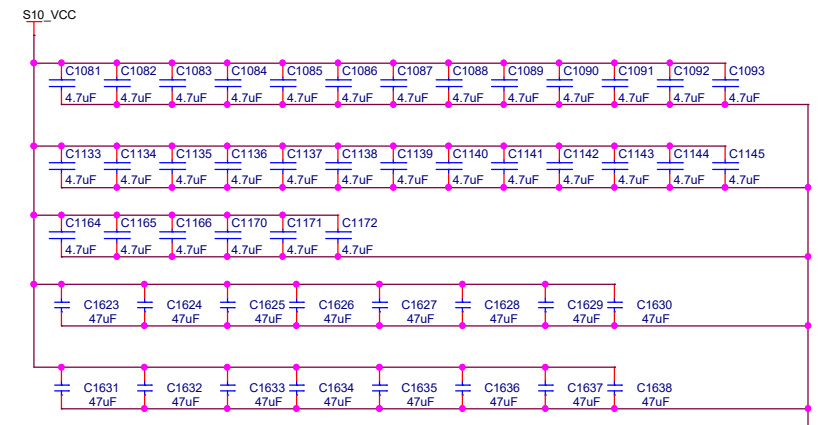 S10_VCC
C1081 C1082 C1083 C1084 C1085 C1086 C1087 C1088 C1089 C1090 C1091 C1092 C1093
4.7uF 4.7uF 4.7uF 4.7uF 4.7uF 4.7uF 4.7uF 4.7uF 4.7uF 4.7uF 4.7uF 4.7uF 4.7uF
C1133 C1134 C1135 C1136 C1137 C1138 C1139 C1140 C1141 C1142 C1143 C1144 C1145
4.7uF 4.7uF 4.7uF 4.7uF 4.7uF 4.7uF 4.7uF 4.7uF 4.7uF 4.7uF 4.7uF 4.7uF 4.7uF
C1164 C1165 C1166 C1170 C1171 C1172
4.7uF 4.7uF 4.7uF 4.7uF 4.7uF 4.7uF
C1623 C1624 C1625 C1626 C1627 C1628 C1629 C1630
47uF 47uF 47uF 47uF 47uF 47uF 47uF 47uF
C1631 C1632 C1633 C1634 C1635 C1636 C1637 C1638
47uF 47uF 47uF 47uF 47uF 47uF 47uF 47uF